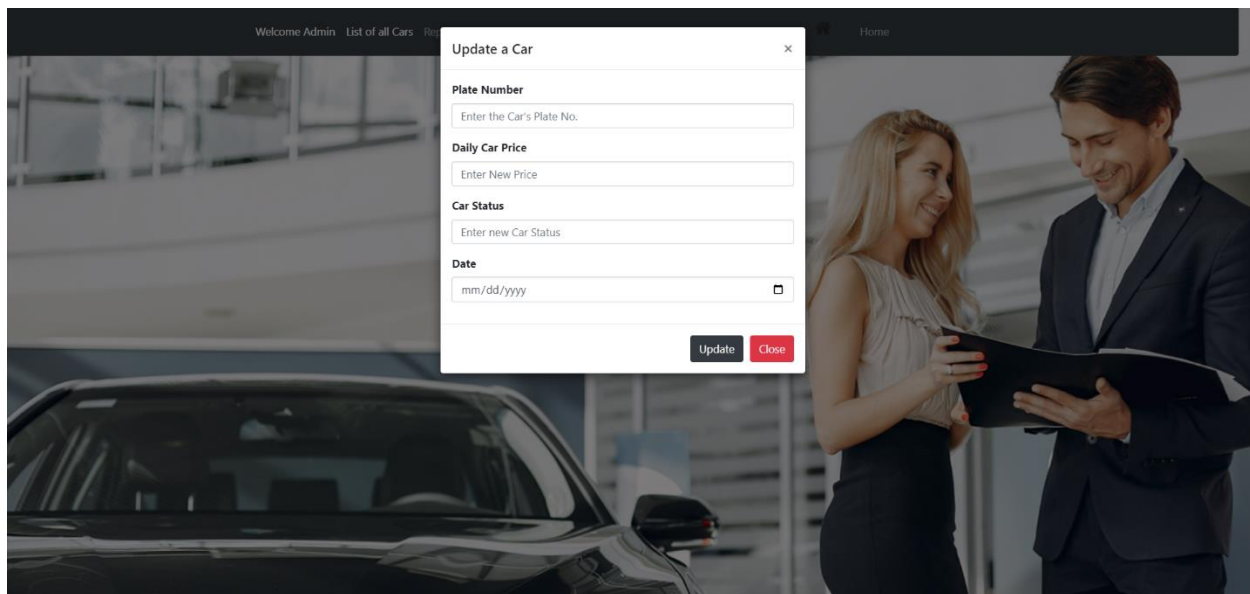 Welcome Admin List of all Cars Rep
Home
Update a Car
×
Plate Number
Enter the Car's Plate No.
Daily Car Price
Enter New Price
Car Status
Enter new Car Status
Date
mm/dd/yyyy
Update Close